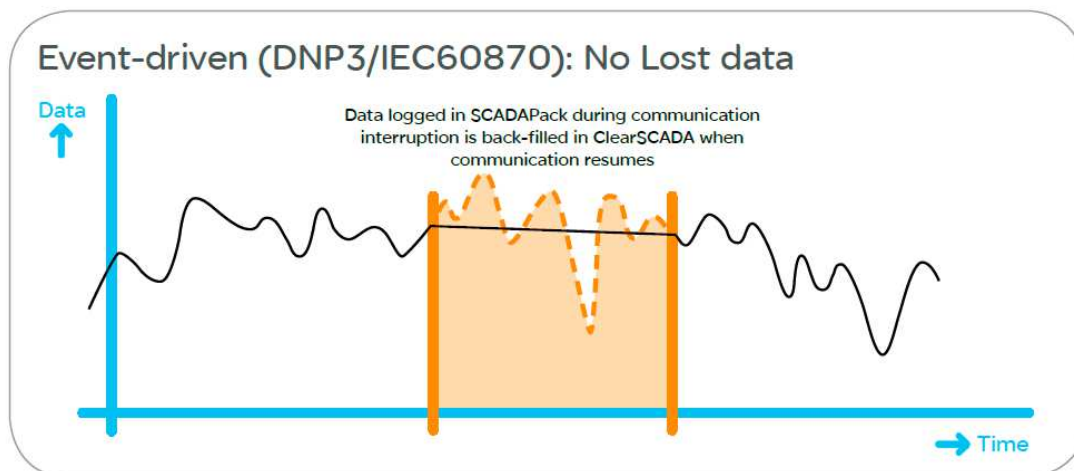 Event-driven (DNP3/IEC60870): No Lost data
Data
Data logged in SCADAPack during communication
interruption is back-filled in ClearSCADA when
communication resumes
Time